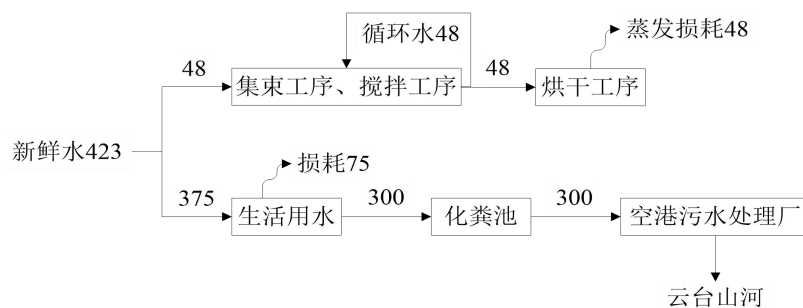 循环水48
蒸发损耗48
48
集束工序、搅拌工序
48
烘干工序
新鲜水423
损耗75
375
生活用水
300
化粪池
300
空港污水处理厂
云台山河